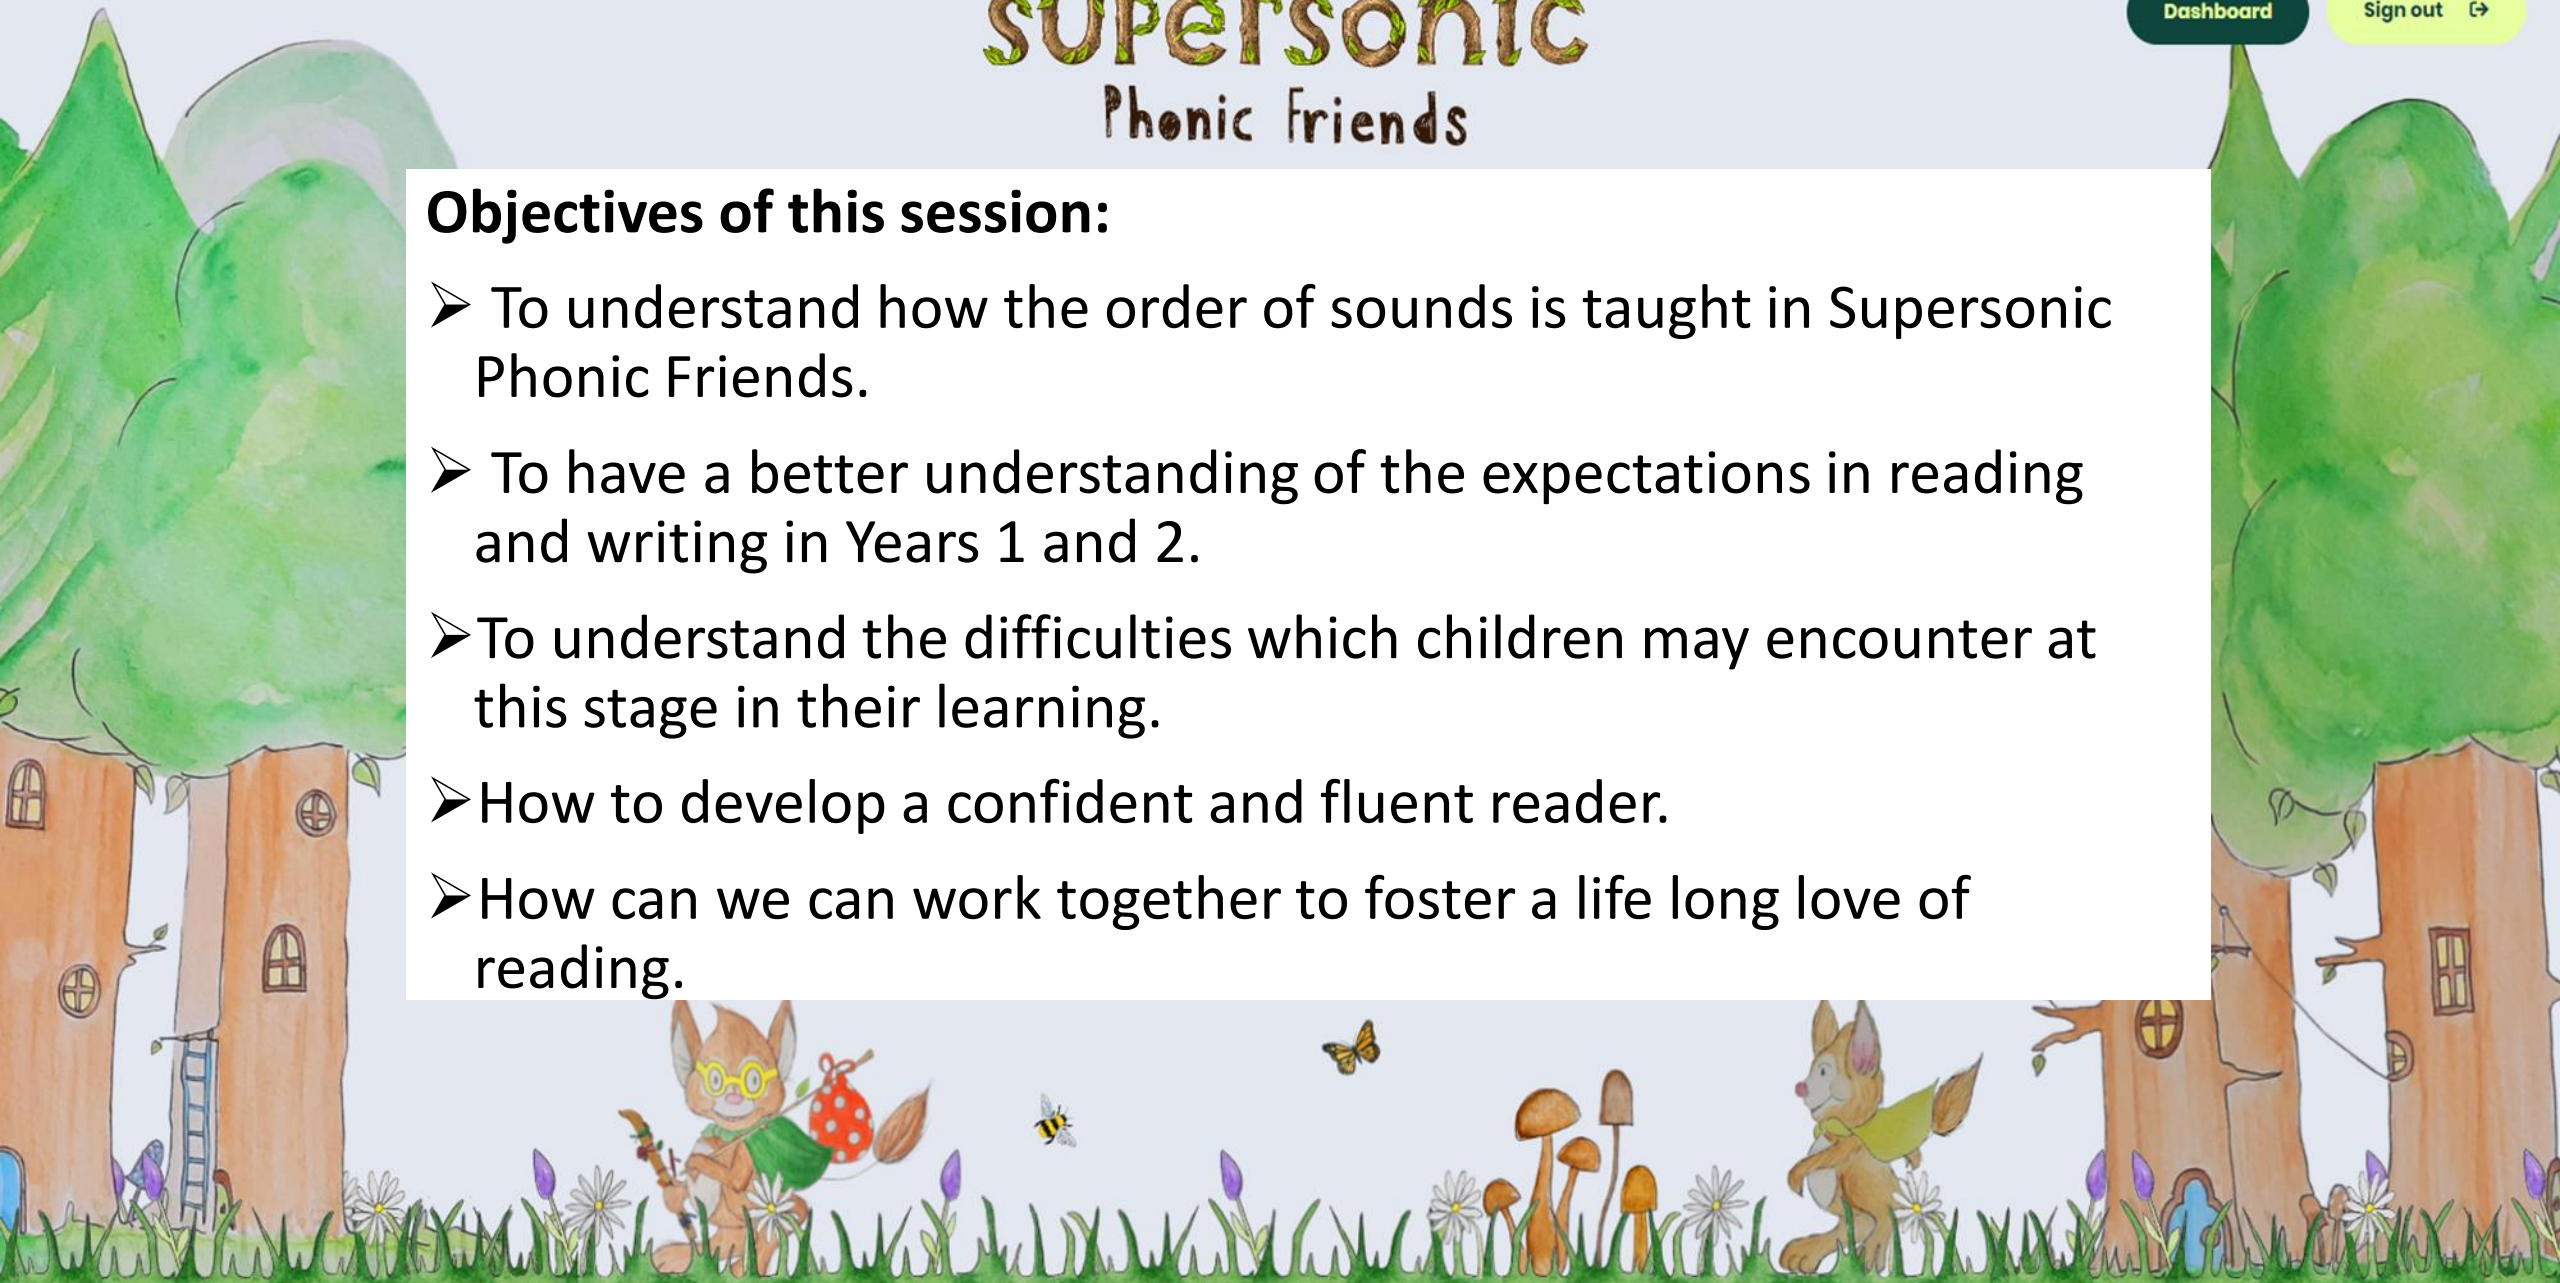 supersonic
Phonic Friends
Dashboard
Sign out
Objectives of this session:
➢ To understand how the order of sounds is taught in Supersonic
Phonic Friends.
➢ To have a better understanding of the expectations in reading
and writing in Years 1 and 2.
➢To understand the difficulties which children may encounter at
this stage in their learning.
➢How to develop a confident and fluent reader.
➢How can we can work together to foster a life long love of
reading.